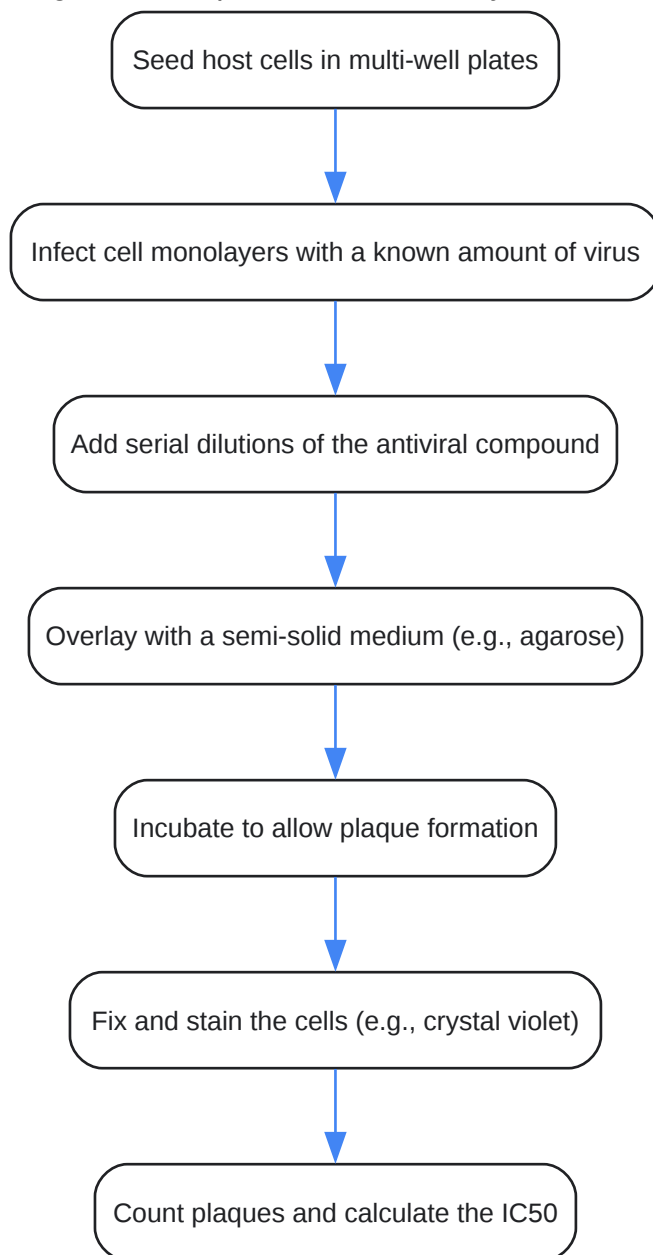 Seed host cells in multi-well plates
Infect cell monolayers with a known amount of virus
Add serial dilutions of the antiviral compound
Overlay with a semi-solid medium (e.g., agarose)
Incubate to allow plaque formation
Fix and stain the cells (e.g., crystal violet)
Count plaques and calculate the IC50